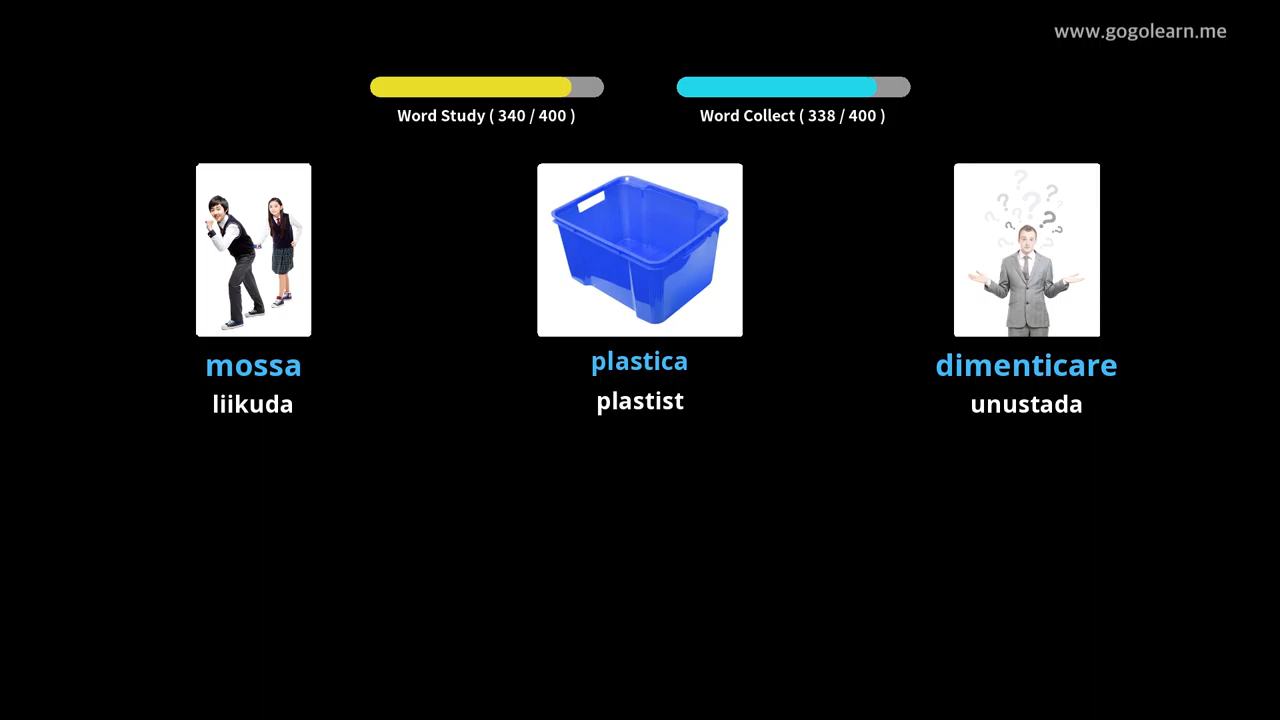 www.gogolearn.me
Word Study ( 340 / 400 )
Word Collect ( 338 / 400 )
mossa
liikuda
plastica
plastist
dimenticare
unustada